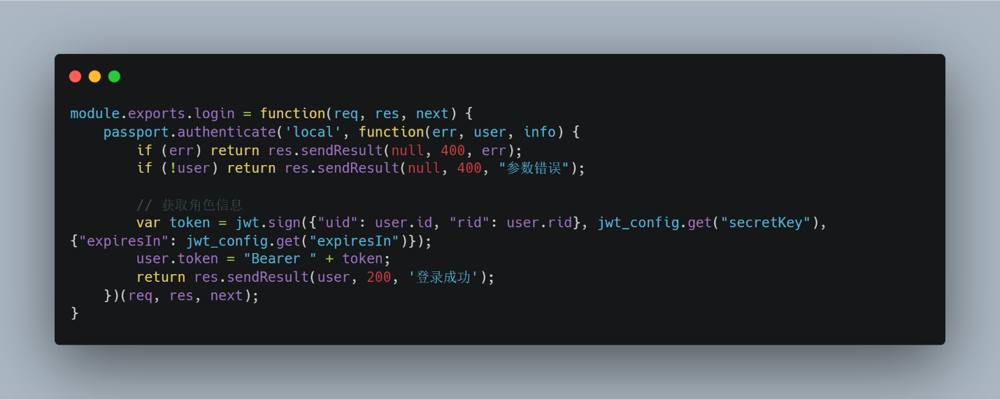 module.exports.login = function(req, res, next) {
    passport.authenticate('local', function(err, user, info) {
        if (err) return res.sendResult(null, 400, err);
        if (!user) return res.sendResult(null, 400, "参数错误");

        // 获取角色信息
        var token = jwt.sign({"uid": user.id, "rid": user.rid}, jwt_config.get("secretKey"),
{"expiresIn": jwt_config.get("expiresIn")});
        user.token = "Bearer " + token;
        return res.sendResult(user, 200, '登录成功');
    })(req, res, next);
}